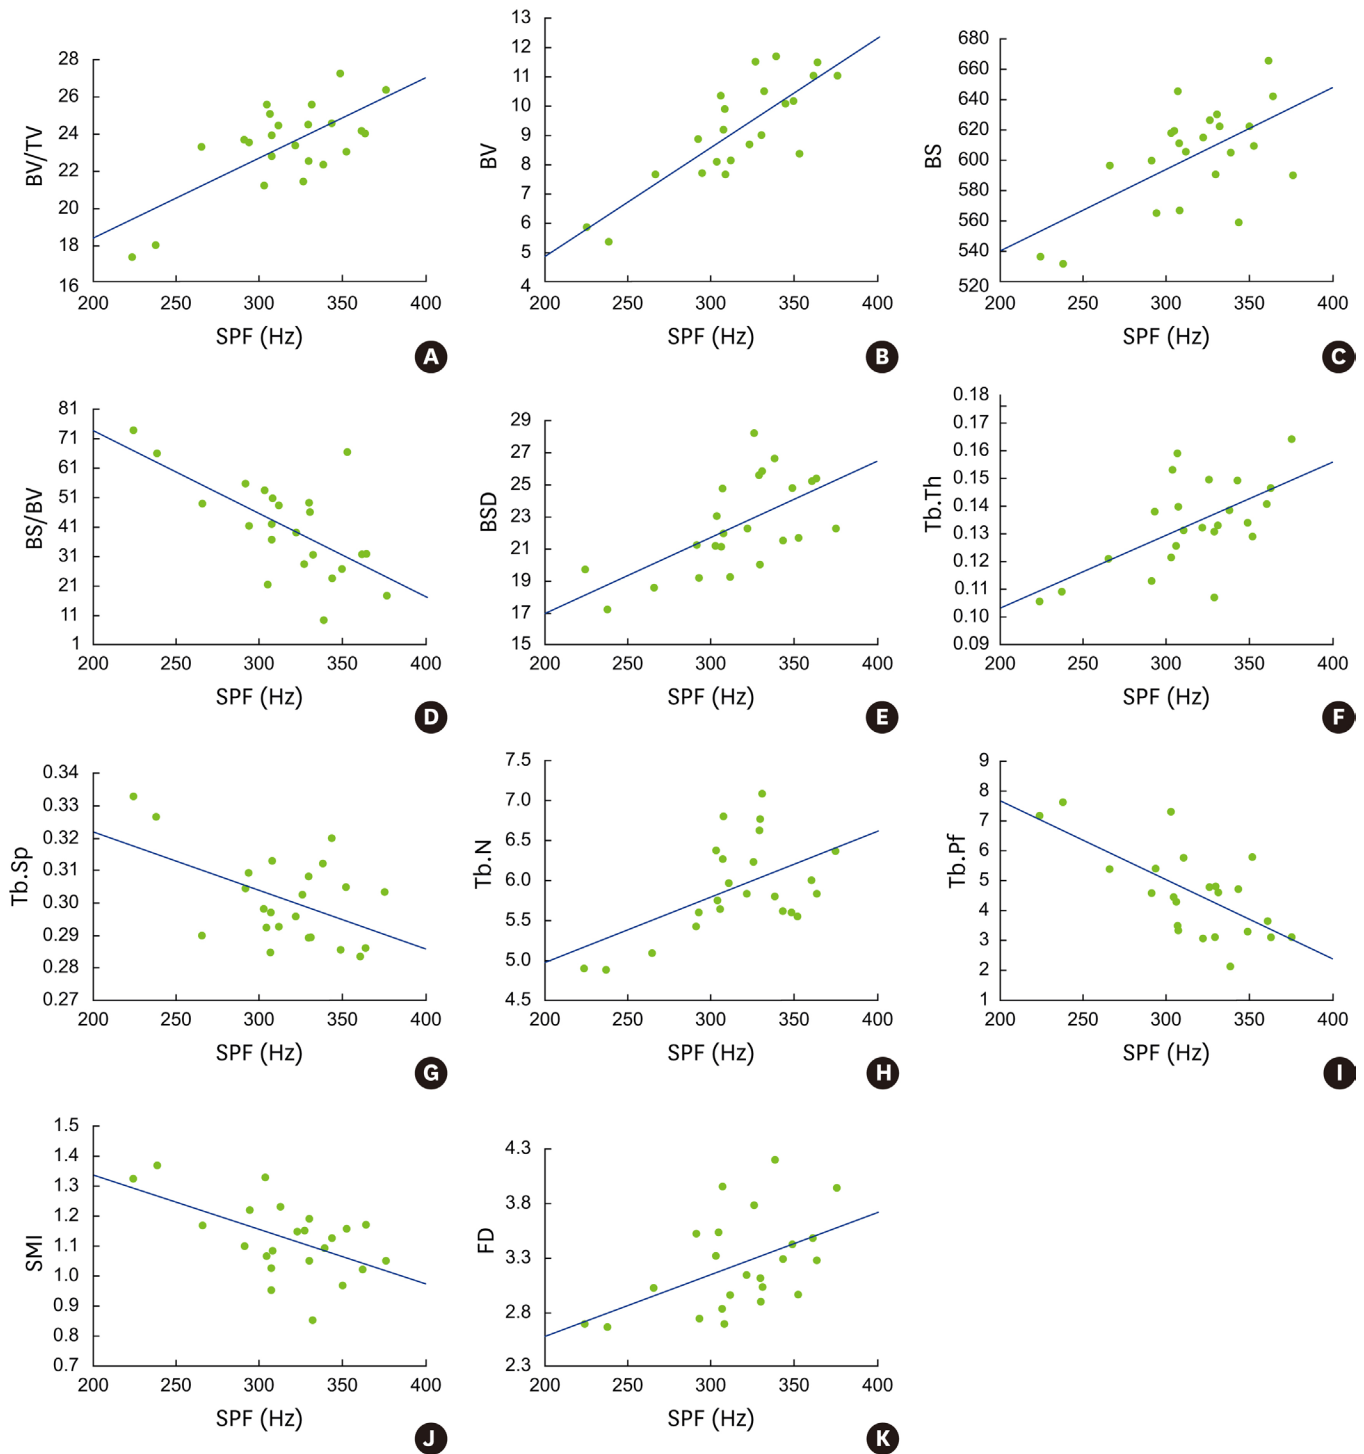 BV/TV
28
26
24
22
20
18
16
200 250 300 350 400
SPF (Hz)
A
BV
13
12
11
10
9
8
7
6
5
4
200 250 300 350 400
SPF (Hz)
B
BS
680
660
640
620
600
580
560
540
520
200 250 300 350 400
SPF (Hz)
C
BS/BV
81
71
61
51
41
31
21
11
1
200 250 300 350 400
SPF (Hz)
D
BSD
29
27
25
23
21
19
17
15
200 250 300 350 400
SPF (Hz)
E
Tb.Th
0.18
0.16
0.15
0.14
0.13
0.12
0.11
0.10
0.09
200 250 300 350 400
SPF (Hz)
F
Tb.Sp
0.34
0.33
0.32
0.31
0.30
0.29
0.28
0.27
200 250 300 350 400
SPF (Hz)
G
Tb.N
7.5
7.0
6.5
6.0
5.5
5.0
4.5
200 250 300 350 400
SPF (Hz)
H
Tb.Pf
9
8
7
6
5
4
3
2
1
200 250 300 350 400
SPF (Hz)
I
SMI
1.5
1.4
1.3
1.2
1.1
1.0
0.9
0.8
0.7
200 250 300 350 400
SPF (Hz)
J
FD
4.3
3.8
3.3
2.8
2.3
200 250 300 350 400
SPF (Hz)
K